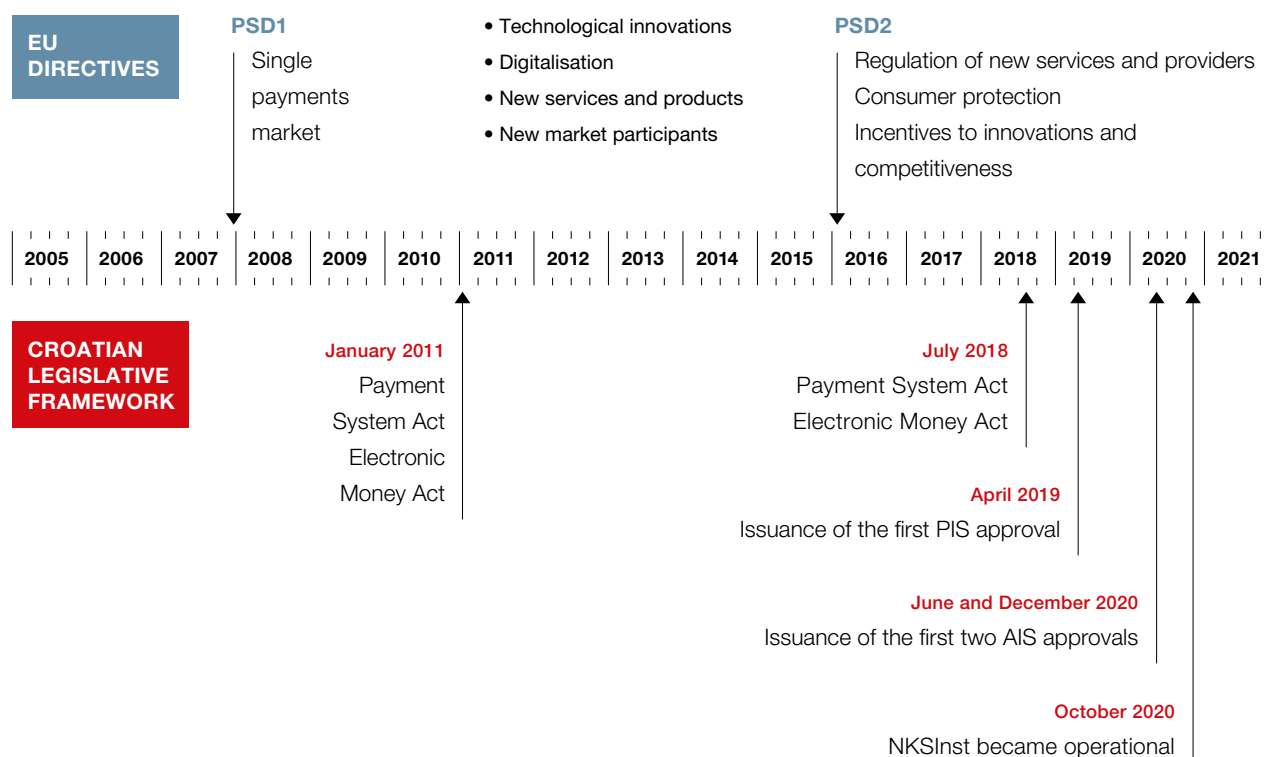 EU
DIRECTIVES
PSD1
Single
payments
market
• Technological innovations
• Digitalisation
• New services and products
• New market participants
PSD2
Regulation of new services and providers
Consumer protection
Incentives to innovations and
competitiveness
2005 2006 2007 2008 2009 2010 2011 2012 2013 2014 2015 2016 2017 2018 2019 2020 2021
CROATIAN
LEGISLATIVE
FRAMEWORK
January 2011
Payment
System Act
Electronic
Money Act
July 2018
Payment System Act
Electronic Money Act
April 2019
Issuance of the first PIS approval
June and December 2020
Issuance of the first two AIS approvals
October 2020
NKSInst became operational